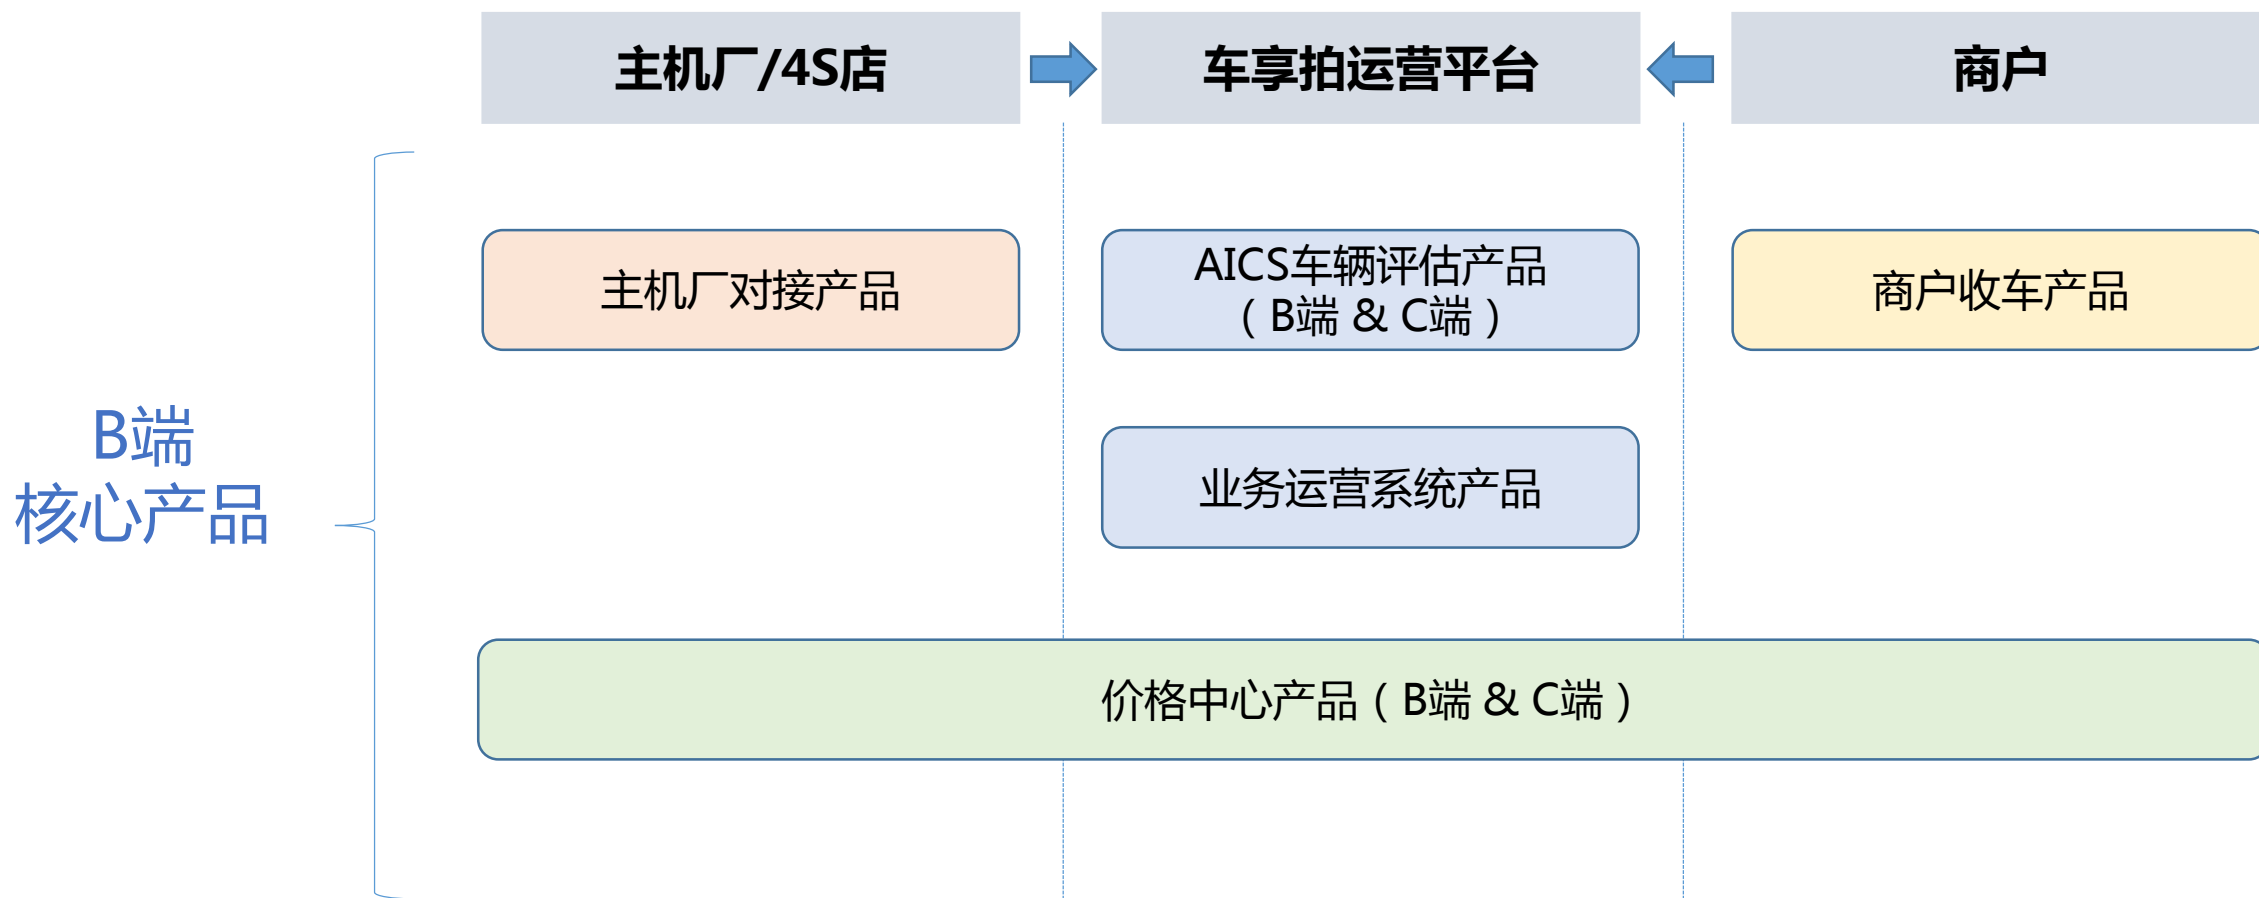 主机厂/4S店
车享拍运营平台
商户
主机厂对接产品
AICS车辆评估产品
（B端 & C端）
商户收车产品
B端
核心产品
业务运营系统产品
价格中心产品（B端 & C端）